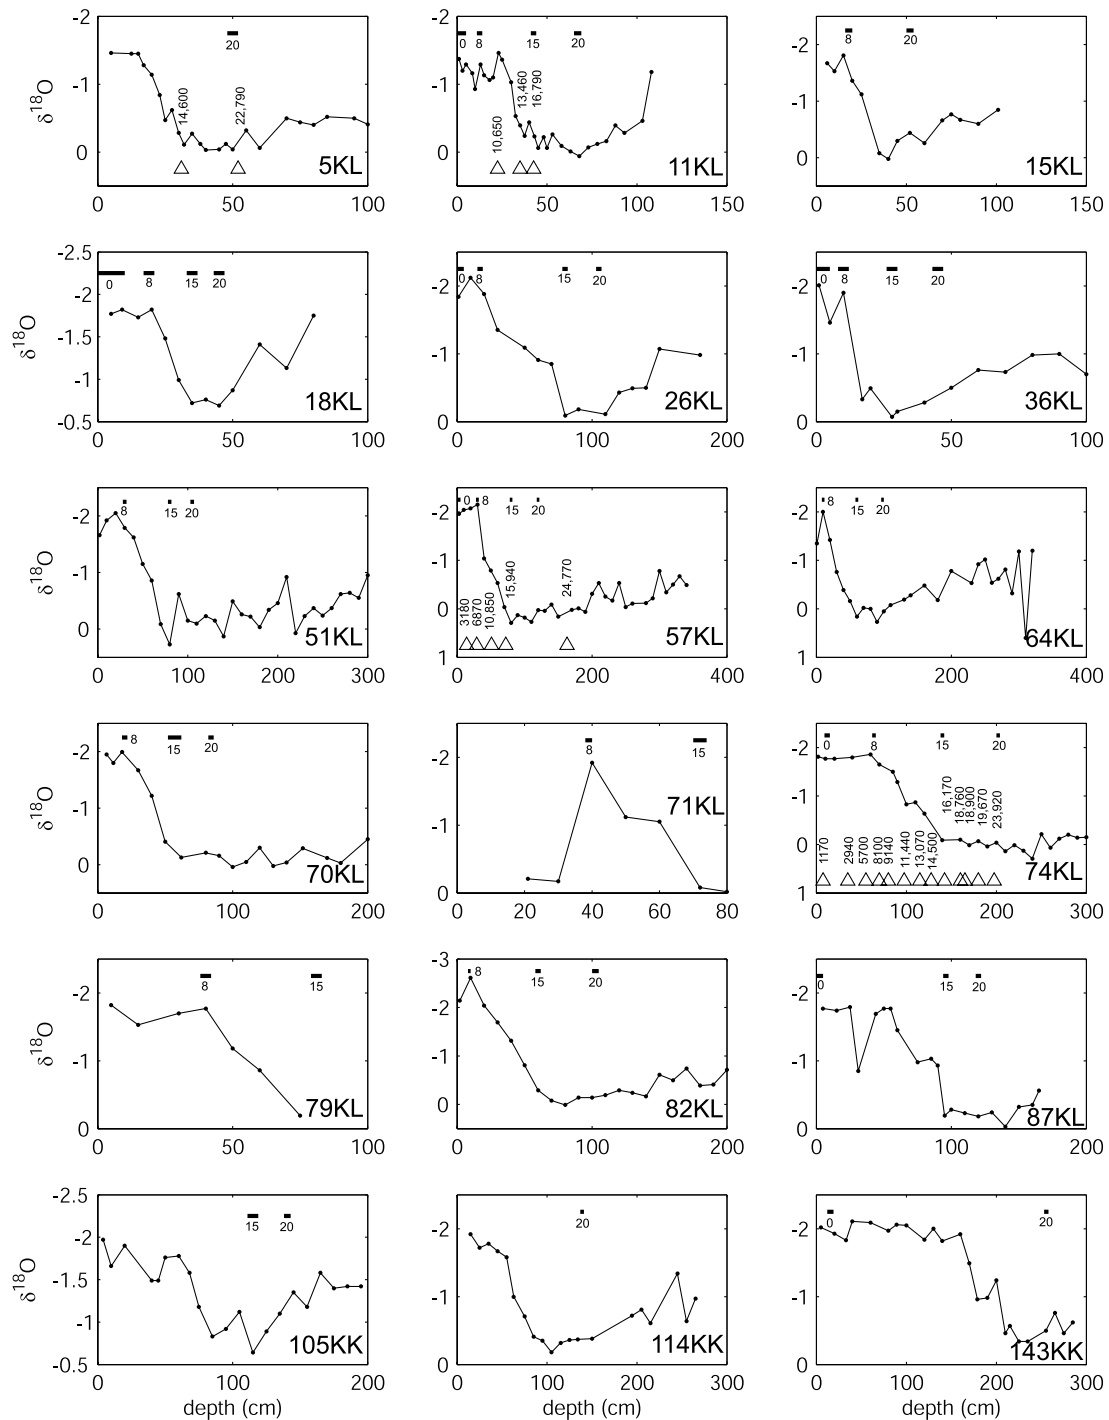 -2
-1
0
δ18O
20
14,600
22,790
5KL
0 50 100
-2
-1
0
0 8 15 20
10,650
13,460
16,790
11KL
0 50 100 150
-2
-1
0
8 20
15KL
0 50 100 150
-2.5
-2
-1.5
-1
-0.5
δ18O
0 8 15 20
18KL
0 50 100
-2
-1
0
0 8 15 20
26KL
0 100 200
-2
-1
0
0 8 15 20
36KL
0 50 100
-2
-1
0
δ18O
8 15 20
51KL
0 100 200 300
-2
-1
0
1
0 8 15 20
3180
6870
10,850
15,940
24,770
57KL
0 200 400
-2
-1
0
1
8 15 20
64KL
0 200 400
-2
-1
0
δ18O
8 15 20
70KL
0 100 200
-2
-1
0
8 15
71KL
20 40 60 80
-2
-1
0
1
0 8 15 20
1170
2940
5700
8100
9140
11,440
13,070
14,500
16,170
18,760
18,900
19,670
23,920
74KL
0 100 200 300
-2
-1
0
δ18O
8 15
79KL
0 50 100
-3
-2
-1
0
8 15 20
82KL
0 100 200
-2
-1
0
0 15 20
87KL
0 100 200
-2.5
-2
-1.5
-1
-0.5
δ18O
15 20
105KK
0 100 200
depth (cm)
-2
-1
0
20
114KK
0 100 200 300
depth (cm)
-2
-1
0
0 20
143KK
0 100 200 300
depth (cm)